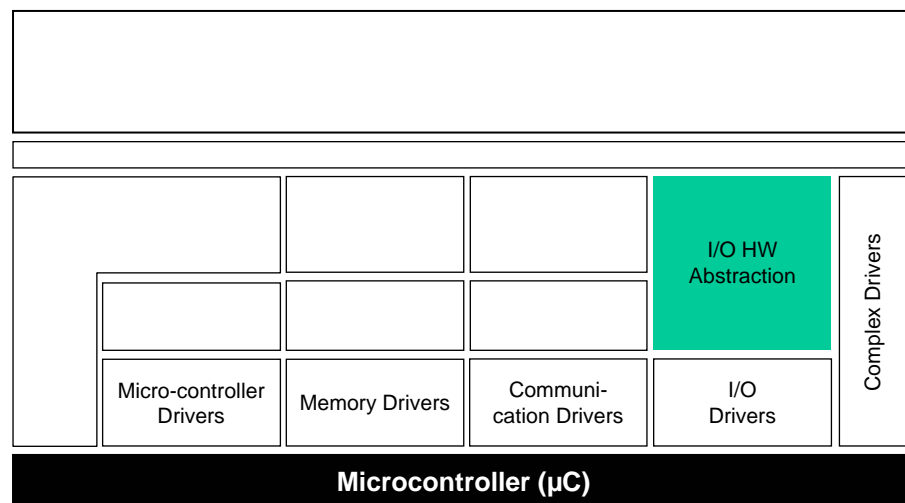 I/O HW
Abstraction
Complex Drivers
Micro-controller
Drivers
Memory Drivers
Communi-
cation Drivers
I/O
Drivers
Microcontroller (µC)